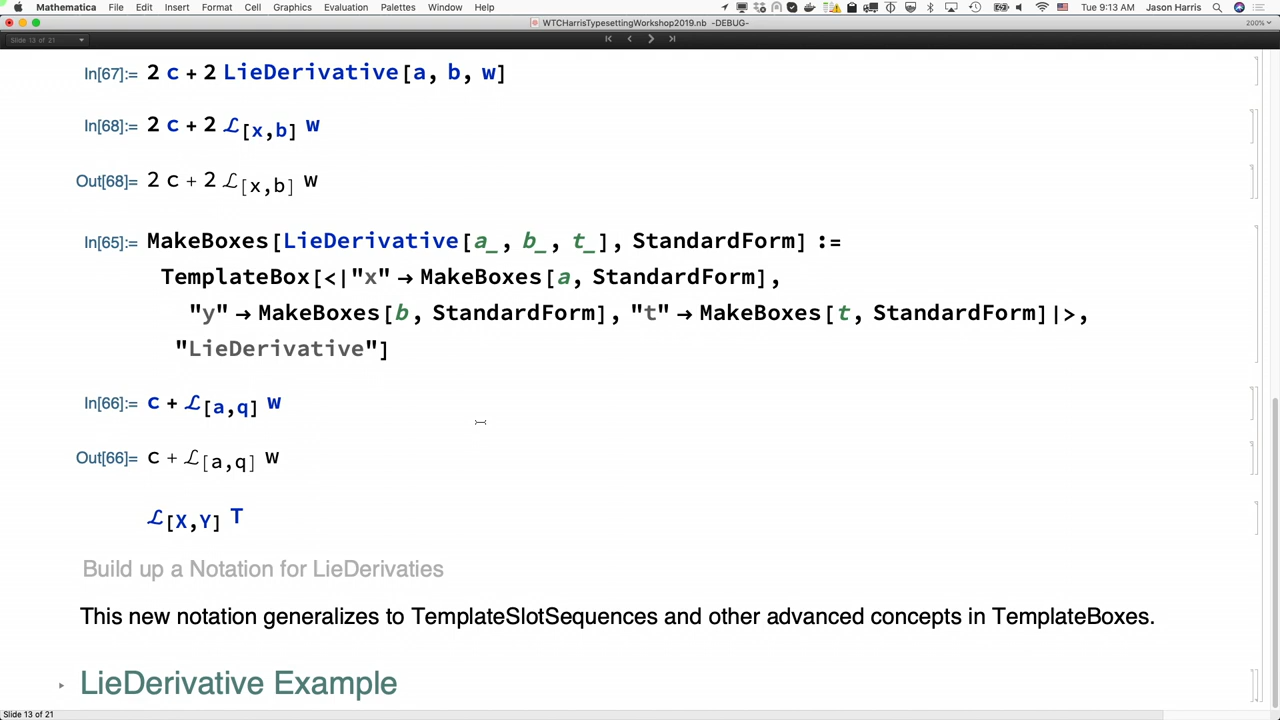 Mathematica File Edit Insert Format Cell Graphics Evaluation Palettes Window Help Tue 9:13 AM Jason Harris
WTCHarrisTypesettingWorkshop2019.nb -DEBUG- 200%
Slide 13 of 21
In[67]:= 2 c + 2 LieDerivative[a, b, w]
In[68]:= 2 c + 2 ℒ[x,b] w
Out[68]= 2 c + 2 ℒ[x,b] w
In[65]:= MakeBoxes[LieDerivative[a_, b_, t_], StandardForm] :=
TemplateBox[<|"x" → MakeBoxes[a, StandardForm],
"y" → MakeBoxes[b, StandardForm], "t" → MakeBoxes[t, StandardForm]|>,
"LieDerivative"]
In[66]:= c + ℒ[a,q] w
Out[66]= c + ℒ[a,q] w
ℒ[X,Y] T
Build up a Notation for LieDerivaties
This new notation generalizes to TemplateSlotSequences and other advanced concepts in TemplateBoxes.
LieDerivative Example
Slide 13 of 21